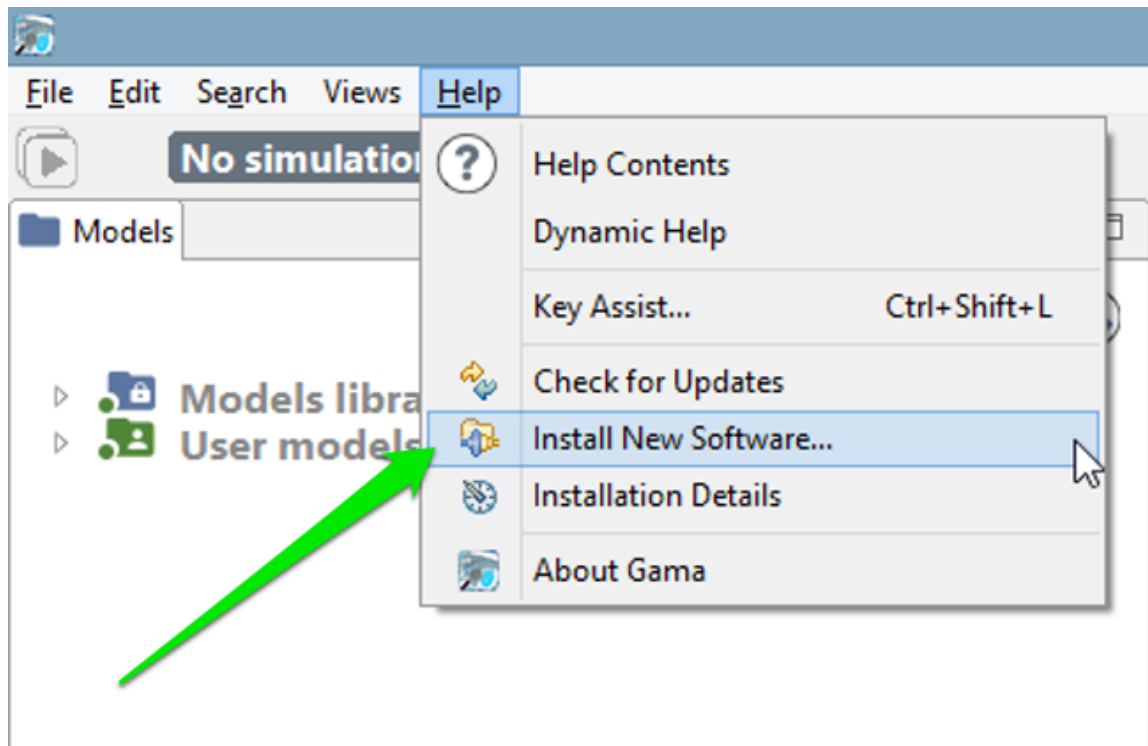 File Edit Search Views Help
No simulation
Help Contents
Models
Dynamic Help
Key Assist... Ctrl+Shift+L
Check for Updates
Models libra
Install New Software...
User models
Installation Details
About Gama